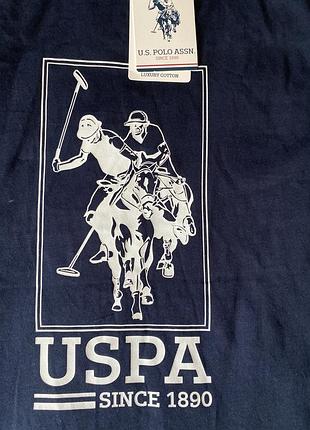 U.S. POLO ASSN.
SINCE 1890
LUXURY COTTON
USPA
SINCE 1890